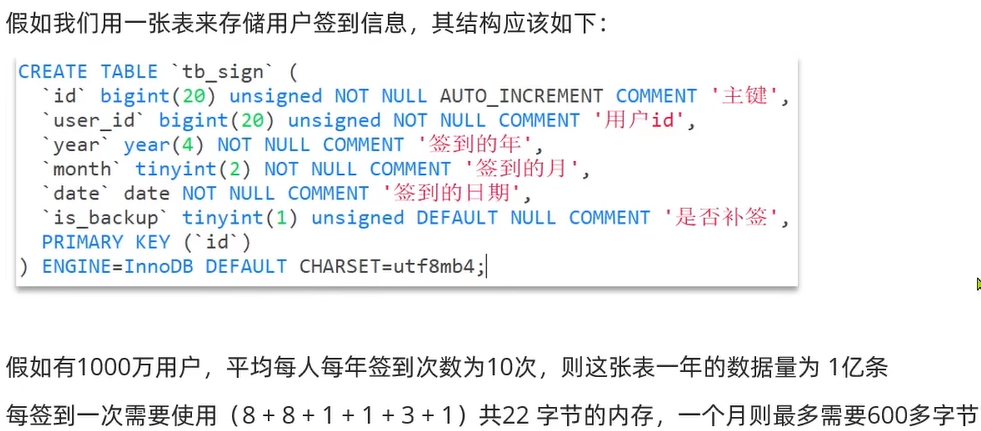 假如我们用一张表来存储用户签到信息，其结构应该如下：
CREATE TABLE `tb_sign` (
`id` bigint(20) unsigned NOT NULL AUTO_INCREMENT COMMENT '主键',
`user_id` bigint(20) unsigned NOT NULL COMMENT '用户id',
`year` year(4) NOT NULL COMMENT '签到的年',
`month` tinyint(2) NOT NULL COMMENT '签到的月',
`date` date NOT NULL COMMENT '签到的日期',
`is_backup` tinyint(1) unsigned DEFAULT NULL COMMENT '是否补签',
PRIMARY KEY (`id`)
) ENGINE=InnoDB DEFAULT CHARSET=utf8mb4;
假如有1000万用户，平均每人每年签到次数为10次，则这张表一年的数据量为 1亿条
每签到一次需要使用（8 + 8 + 1 + 1 + 3 + 1）共22 字节的内存，一个月则最多需要600多字节